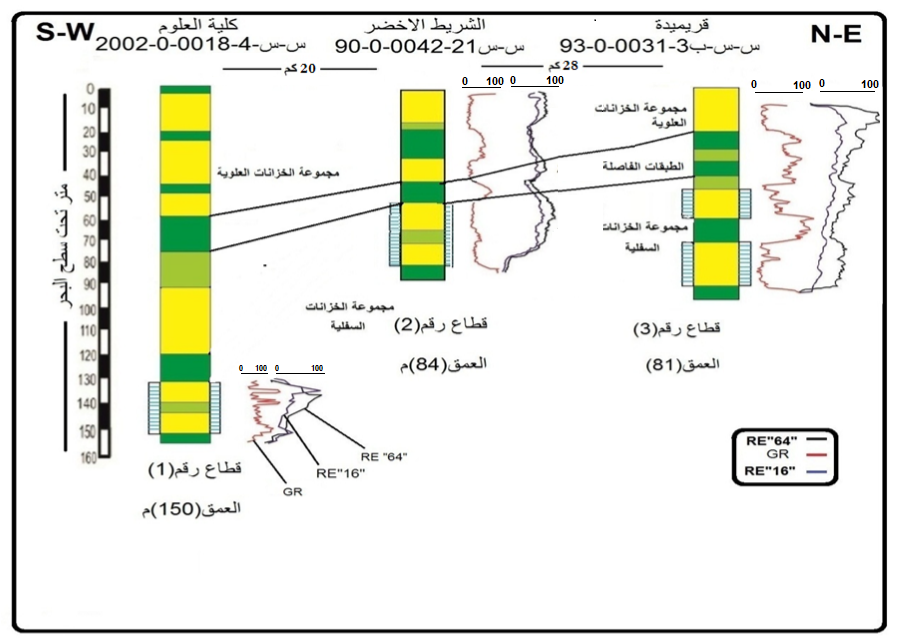 S-W
كلية العلوم
الشريط الاخضر
قريميدة
N-E
س-س-4-0018-0-2002
س-س21-0042-0-90
س-س-ب3-0031-0-93
20 كم
28 كم
0 100 0 100
0 100 0 100
0
10
20
30
40
50
60
70
80
90
100
110
120
130
140
150
160
متر تحت سطح البحر
مجموعة الخزانات العلوية
مجموعة الخزانات
العلوية
الطبقات الفاصلة
مجموعة الخزانات
السفلية
مجموعة الخزانات
السفلية
قطاع رقم(2)
العمق(84)م
قطاع رقم(3)
العمق(81)
0 100 0 100
RE "64"
RE"16"
GR
قطاع رقم(1)
العمق(150)م
RE"64"
GR
RE"16"